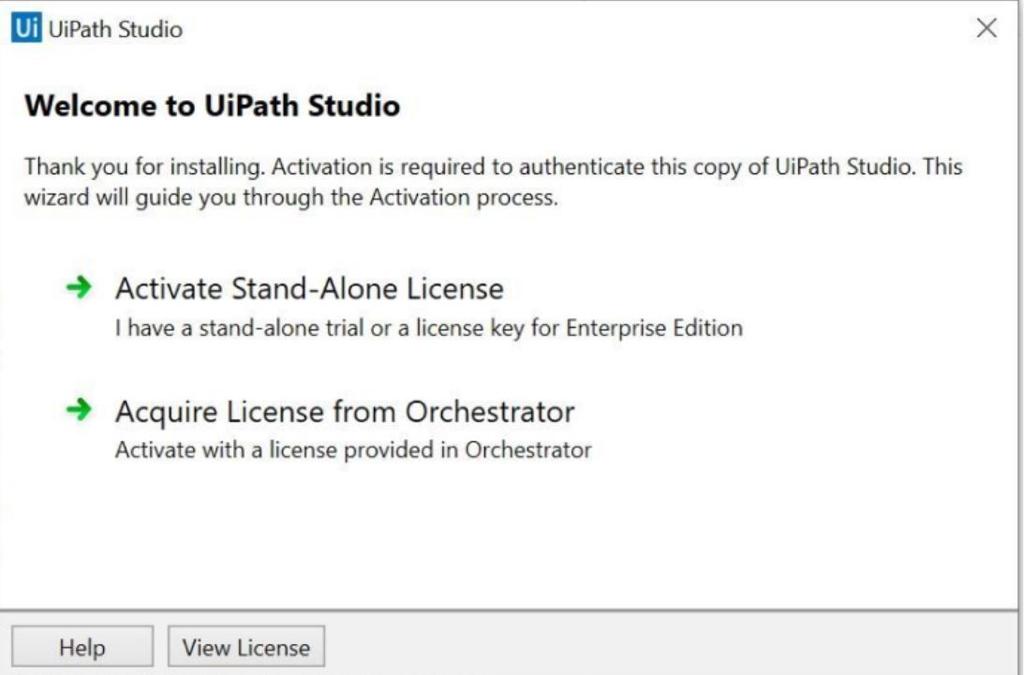 Ui UiPath Studio
Welcome to UiPath Studio
Thank you for installing. Activation is required to authenticate this copy of UiPath Studio. This
wizard will guide you through the Activation process.
Activate Stand-Alone License
I have a stand-alone trial or a license key for Enterprise Edition
Acquire License from Orchestrator
Activate with a license provided in Orchestrator
Help View License